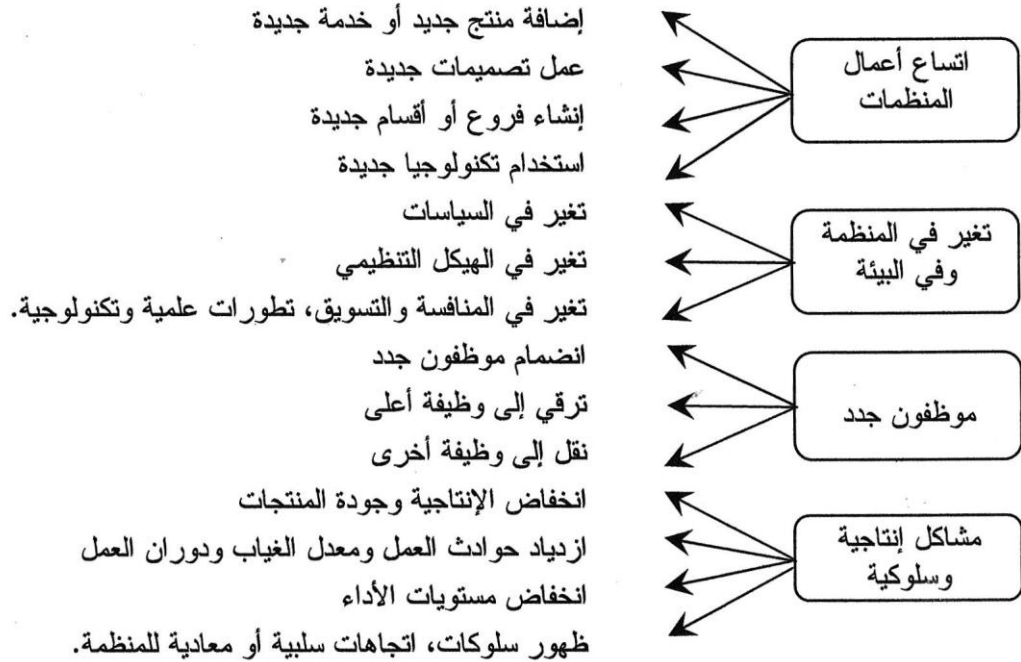 اتساع أعمال
المنظمات
إضافة منتج جديد أو خدمة جديدة
عمل تصميمات جديدة
إنشاء فروع أو أقسام جديدة
استخدام تكنولوجيا جديدة
تغير في المنظمة
وفي البيئة
تغير في السياسات
تغير في الهيكل التنظيمي
تغير في المنافسة والتسويق، تطورات علمية وتكنولوجية.
موظفون جدد
انضمام موظفون جدد
ترقي إلى وظيفة أعلى
نقل إلى وظيفة أخرى
مشاكل إنتاجية
وسلوكية
انخفاض الإنتاجية وجودة المنتجات
ازدياد حوادث العمل ومعدل الغياب ودوران العمل
انخفاض مستويات الأداء
ظهور سلوكات، اتجاهات سلبية أو معادية للمنظمة.